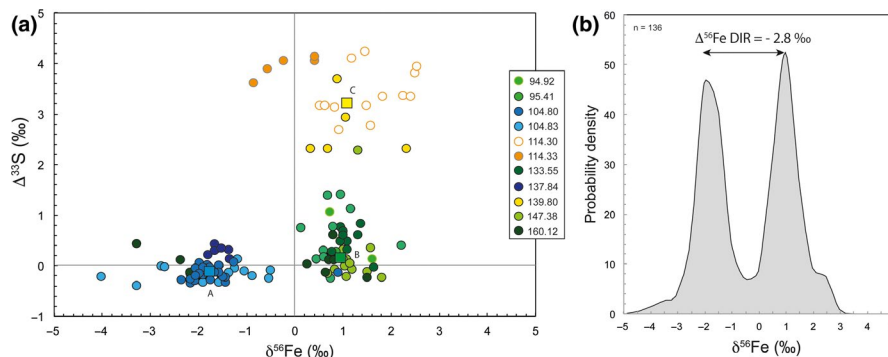 (a)
5
4
3
2
1
0
−1
Δ³³S (‰)
−5 −4 −3 −2 −1 0 1 2 3 4 5
δ⁵⁶Fe (‰)
A
B
C
94.92
95.41
104.80
104.83
114.30
114.33
133.55
137.84
139.80
147.38
160.12
(b)
60
50
40
30
20
10
0
Probability density
n = 136
Δ⁵⁶Fe DIR = - 2.8 ‰
−5 −4 −3 −2 −1 0 1 2 3 4
δ⁵⁶Fe (‰)